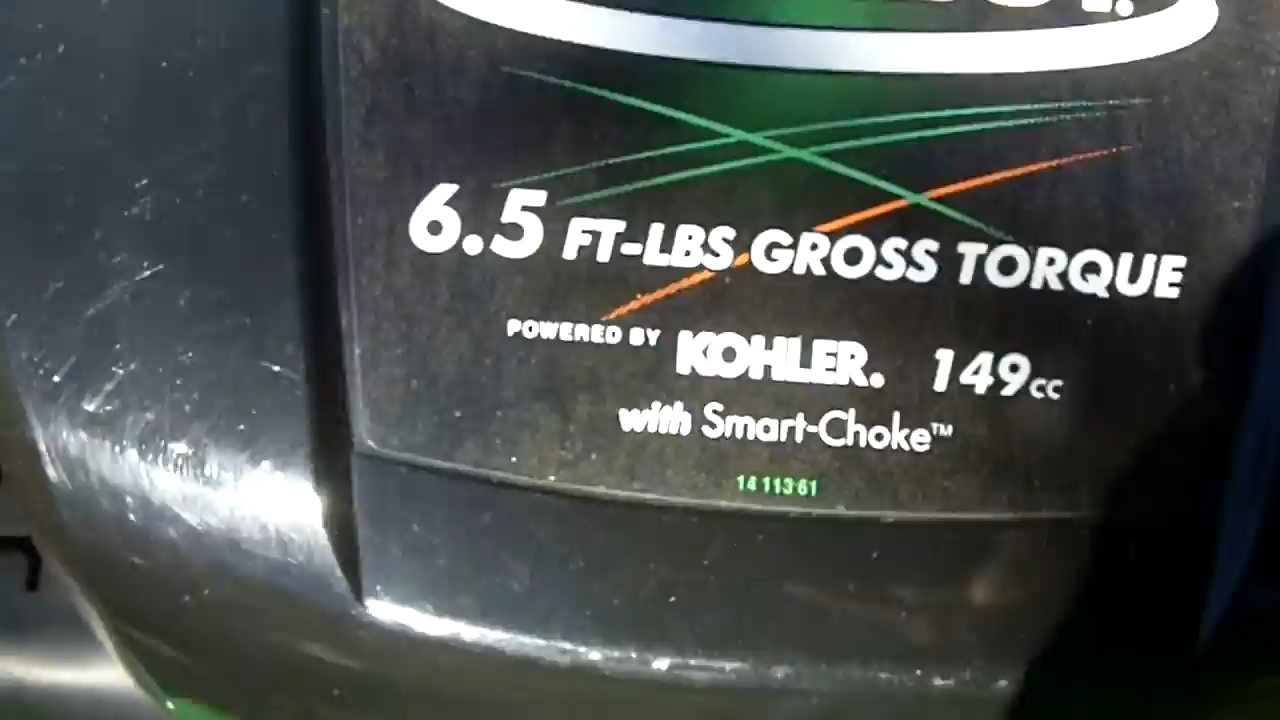 6.5 FT-LBS GROSS TORQUE
POWERED BY KOHLER. 149cc
with Smart-Choke™
14 113 61